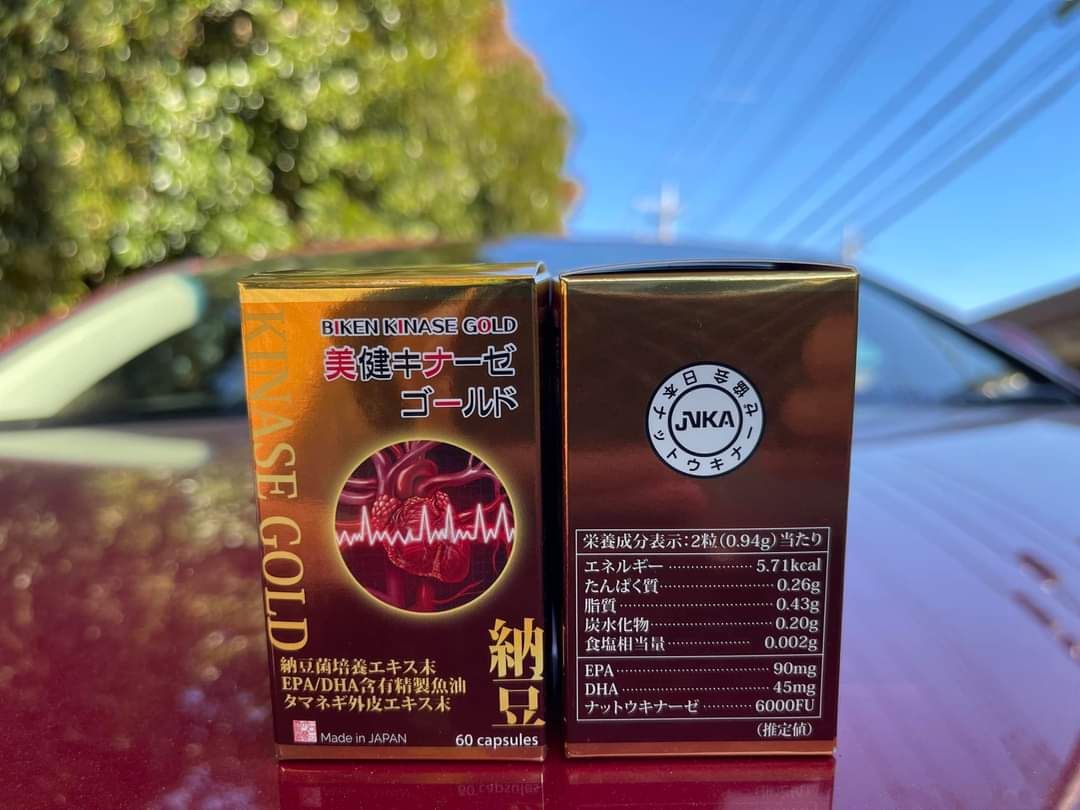 KINASE GOLD
BIKEN KINASE GOLD
美健キナーゼ
ゴールド
納豆
納豆菌培養エキス末
EPA/DHA含有精製魚油
タマネギ外皮エキス末
Made in JAPAN
60 capsules
日本ナットウキナーゼ協会
JNKA
栄養成分表示:2粒(0.94g)当たり
エネルギー 5.71kcal
たんぱく質 0.26g
脂質 0.43g
炭水化物 0.20g
食塩相当量 0.002g
EPA 90mg
DHA 45mg
ナットウキナーゼ 6000FU
(推定値)